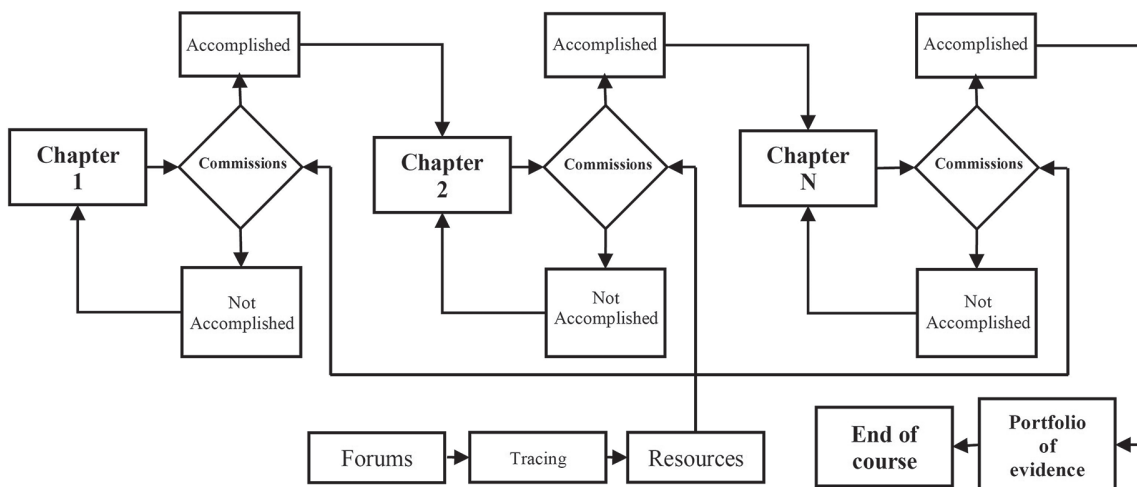 Accomplished
Accomplished
Accomplished
Chapter
1
Commissions
Chapter
2
Commissions
Chapter
N
Commissions
Not
Accomplished
Not
Accomplished
Not
Accomplished
Forums
Tracing
Resources
End of
course
Portfolio
of
evidence